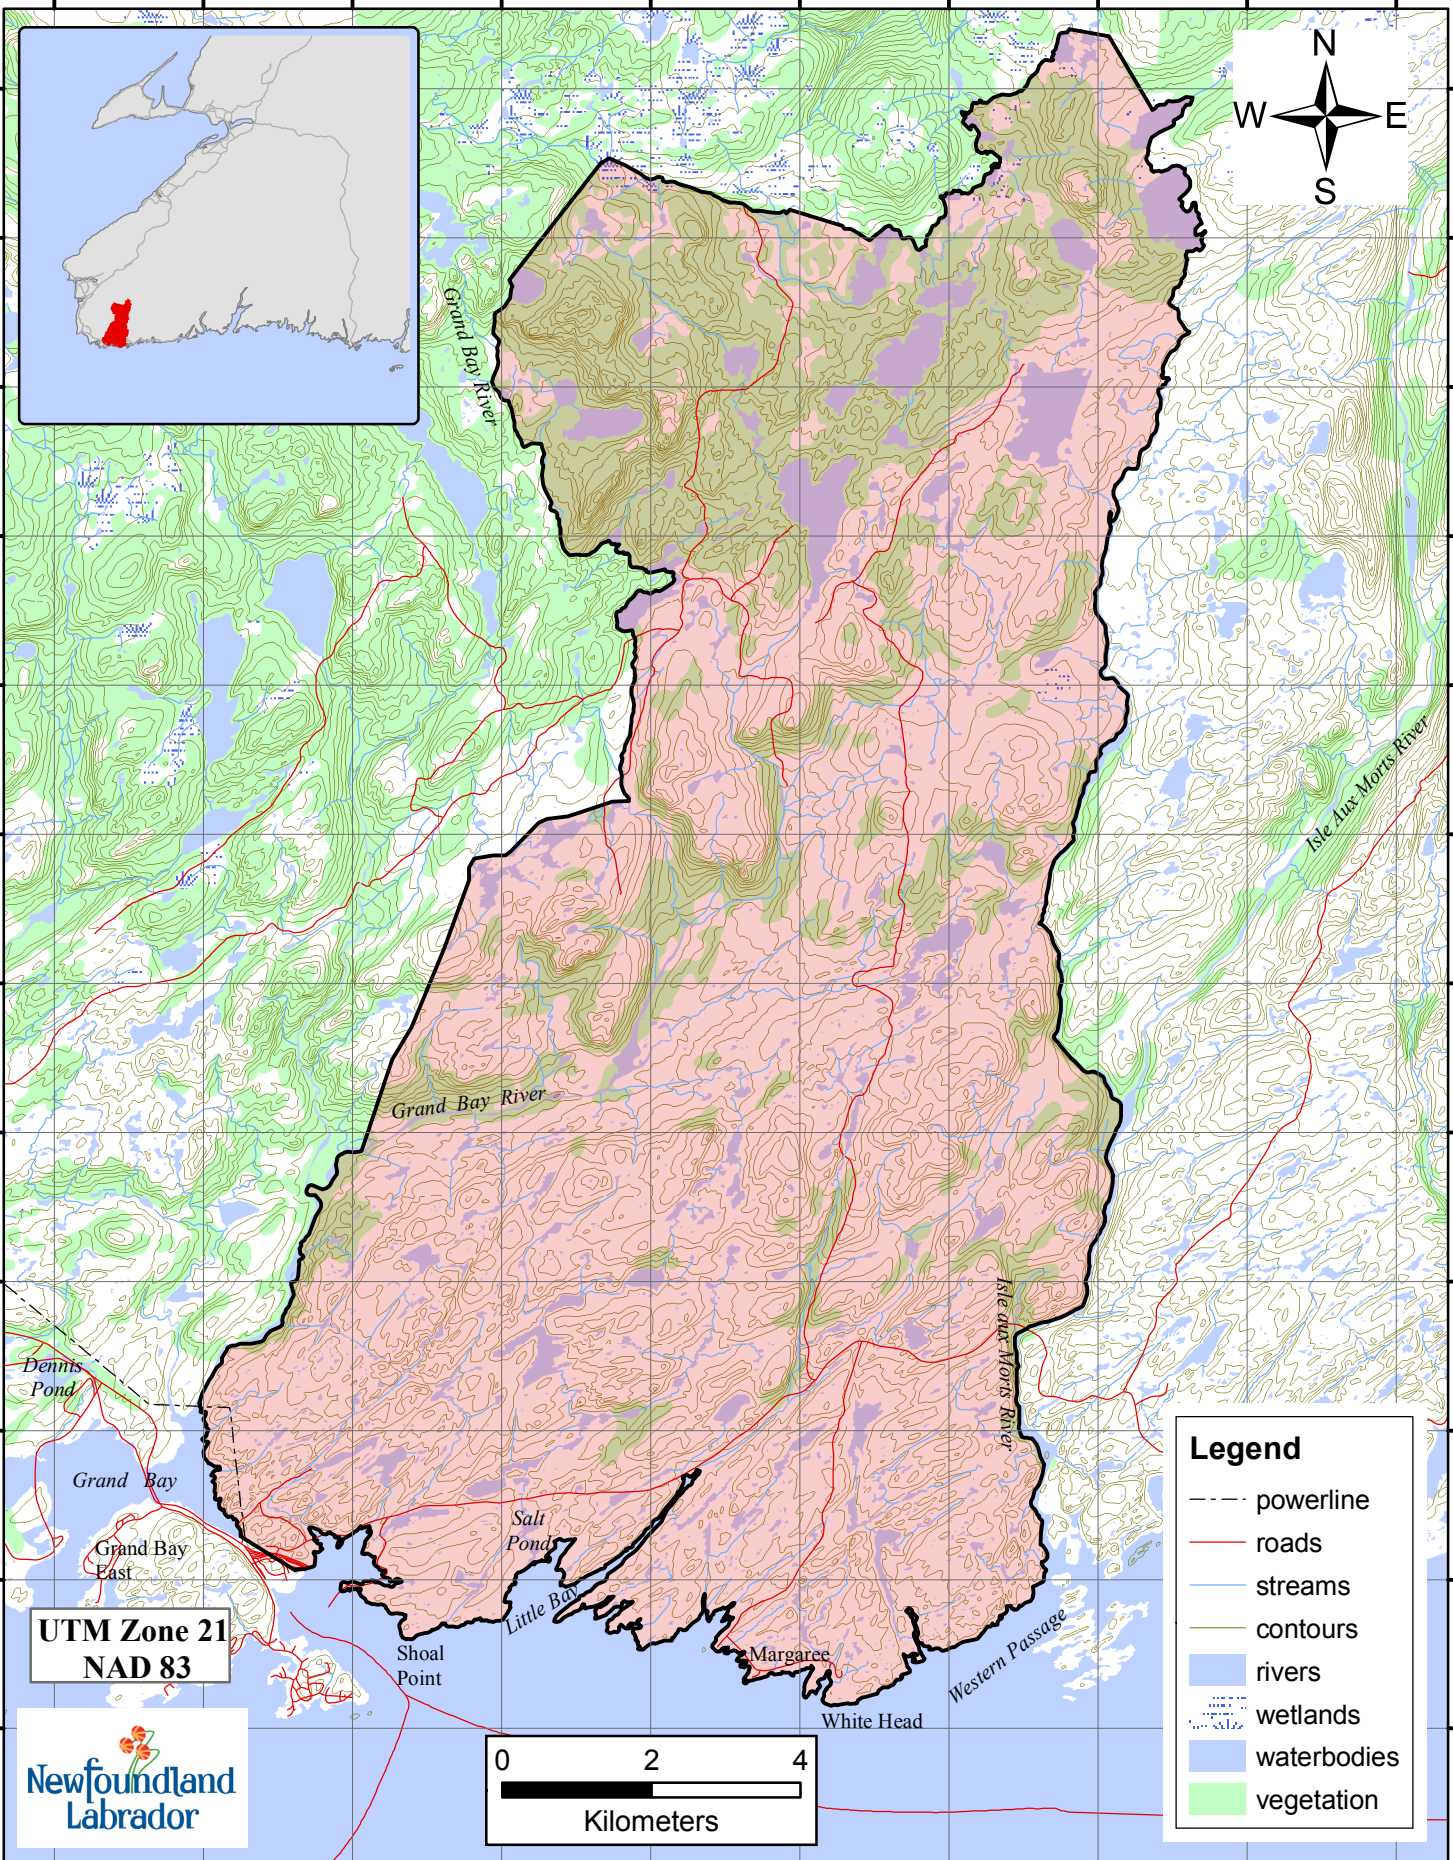 N
W E
S
Grand Bay River
Isle Aux Morts River
Grand Bay River
Isle aux Morts River
Dennis
Pond
Grand Bay
Grand Bay
East
Salt
Pond
Little Bay
Shoal
Point
Margaree
White Head
Western Passage
UTM Zone 21
NAD 83
Newfoundland
Labrador
0 2 4
Kilometers
Legend
powerline
roads
streams
contours
rivers
wetlands
waterbodies
vegetation